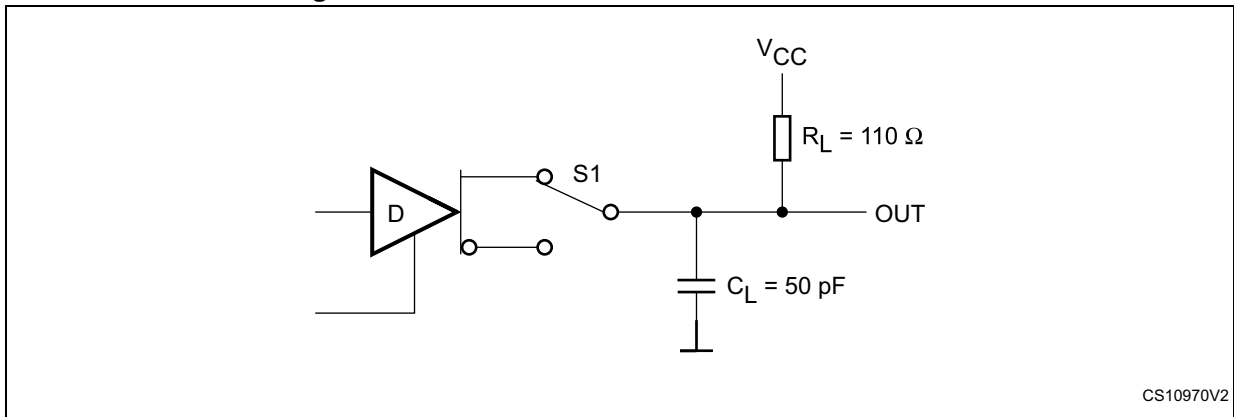 VCC
RL = 110 Ω
S1
D
OUT
CL = 50 pF
CS10970V2